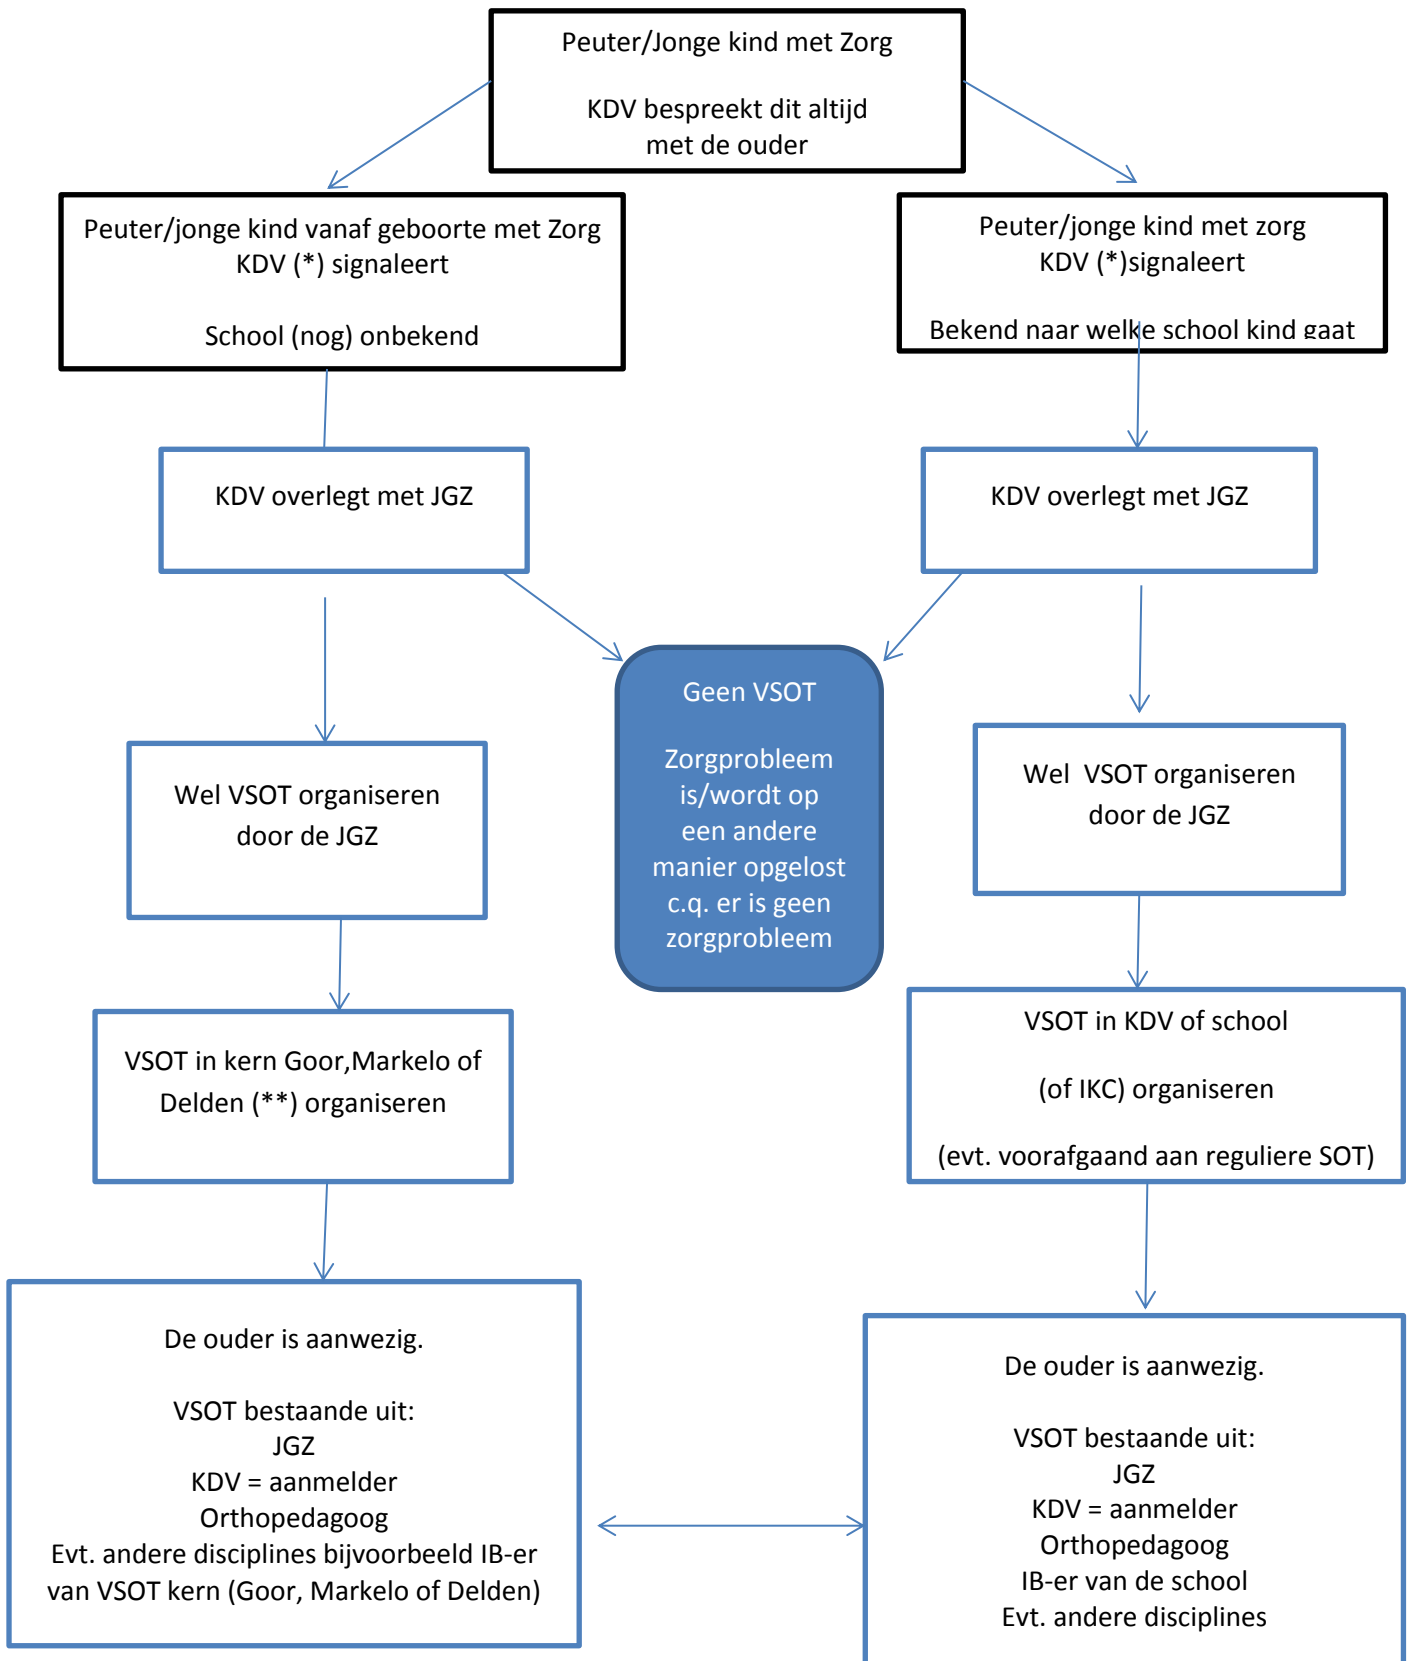 Peuter/Jonge kind met Zorg
KDV bespreekt dit altijd
met de ouder
Peuter/jonge kind vanaf geboorte met Zorg
KDV (*) signaleert
School (nog) onbekend
Peuter/jonge kind met zorg
KDV (*)signaleert
Bekend naar welke school kind gaat
KDV overlegt met JGZ
KDV overlegt met JGZ
Geen VSOT
Zorgprobleem
is/wordt op
een andere
manier opgelost
c.q. er is geen
zorgprobleem
Wel VSOT organiseren
door de JGZ
Wel  VSOT organiseren
door de JGZ
VSOT in kern Goor,Markelo of
Delden (**) organiseren
VSOT in KDV of school
(of IKC) organiseren
(evt. voorafgaand aan reguliere SOT)
De ouder is aanwezig.
VSOT bestaande uit:
JGZ
KDV = aanmelder
Orthopedagoog
Evt. andere disciplines bijvoorbeeld IB-er
van VSOT kern (Goor, Markelo of Delden)
De ouder is aanwezig.
VSOT bestaande uit:
JGZ
KDV = aanmelder
Orthopedagoog
IB-er van de school
Evt. andere disciplines